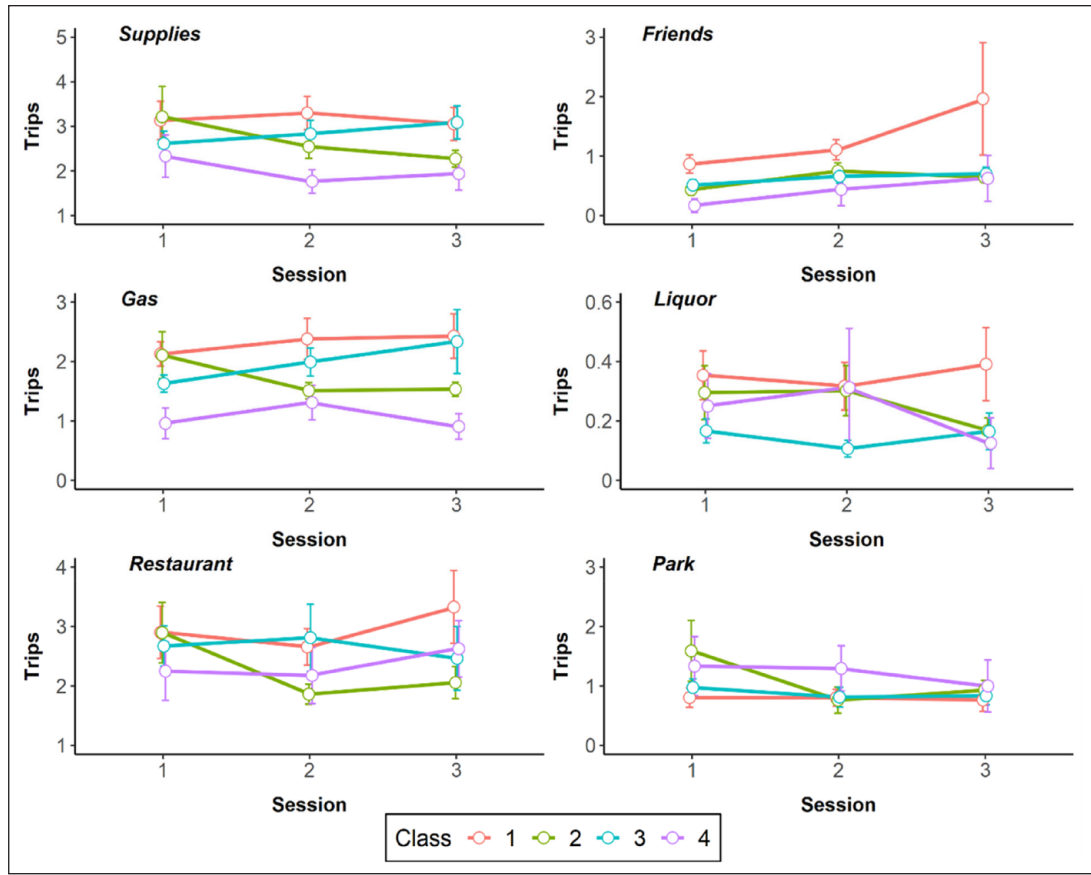 Supplies
Trips
5
4
3
2
1
1 2 3
Session
Friends
Trips
3
2
1
0
1 2 3
Session
Gas
Trips
3
2
1
0
1 2 3
Session
Liquor
Trips
0.6
0.4
0.2
0
1 2 3
Session
Restaurant
Trips
4
3
2
1
1 2 3
Session
Park
Trips
3
2
1
0
1 2 3
Session
Class 1 2 3 4